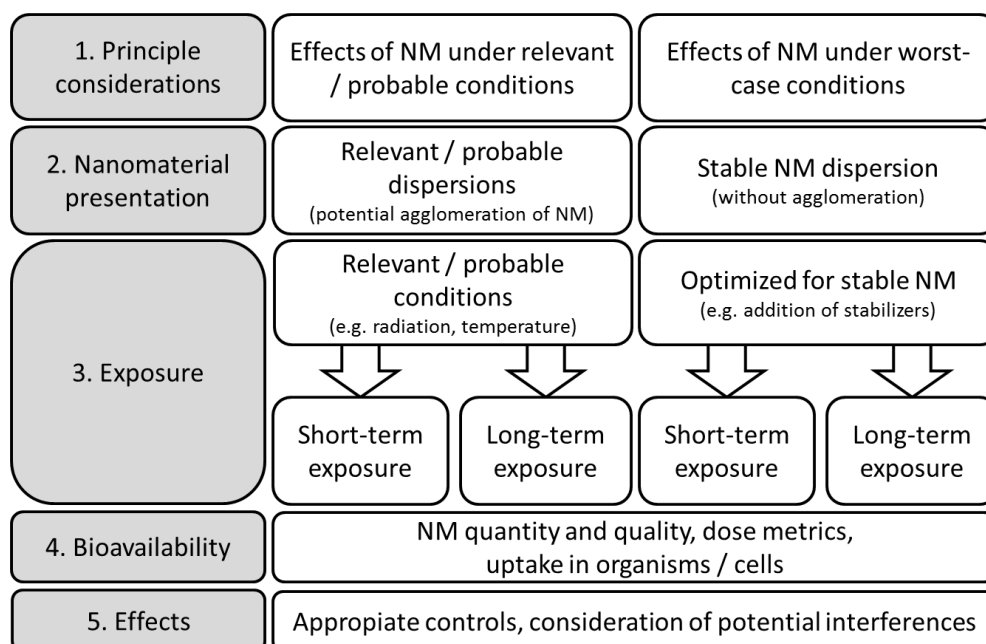 1. Principle
considerations
Effects of NM under relevant
/ probable conditions
Effects of NM under worst-
case conditions
2. Nanomaterial
presentation
Relevant / probable
dispersions
(potential agglomeration of NM)
Stable NM dispersion
(without agglomeration)
3. Exposure
Relevant / probable
conditions
(e.g. radiation, temperature)
Optimized for stable NM
(e.g. addition of stabilizers)
Short-term
exposure
Long-term
exposure
Short-term
exposure
Long-term
exposure
4. Bioavailability
NM quantity and quality, dose metrics,
uptake in organisms / cells
5. Effects
Appropiate controls, consideration of potential interferences